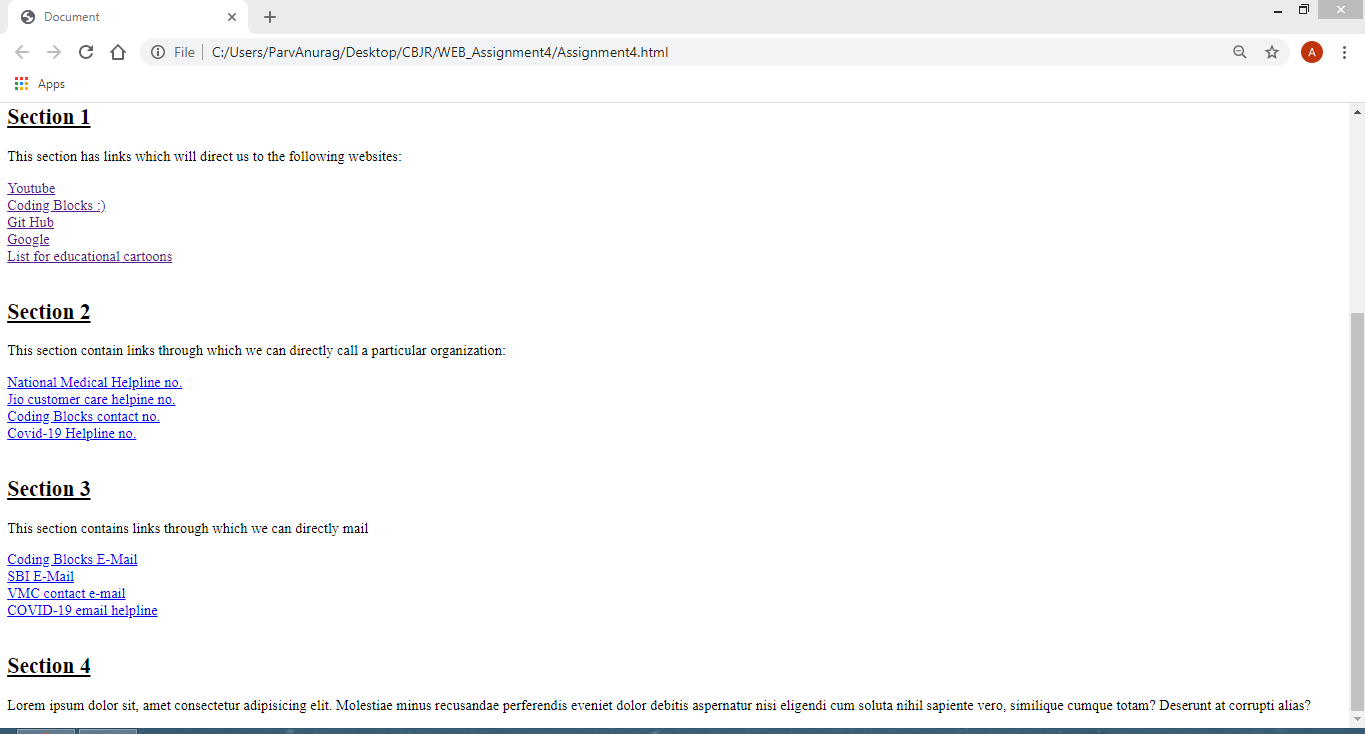 Document
File
C:/Users/ParvAnurag/Desktop/CBJR/WEB_Assignment4/Assignment4.html
A
Apps
Section 1
This section has links which will direct us to the following websites:
Youtube
Coding Blocks :)
Git Hub
Google
List for educational cartoons
Section 2
This section contain links through which we can directly call a particular organization:
National Medical Helpline no.
Jio customer care helpine no.
Coding Blocks contact no.
Covid-19 Helpline no.
Section 3
This section contains links through which we can directly mail
Coding Blocks E-Mail
SBI E-Mail
VMC contact e-mail
COVID-19 email helpline
Section 4
Lorem ipsum dolor sit, amet consectetur adipisicing elit. Molestiae minus recusandae perferendis eveniet dolor debitis aspernatur nisi eligendi cum soluta nihil sapiente vero, similique cumque totam? Deserunt at corrupti alias?